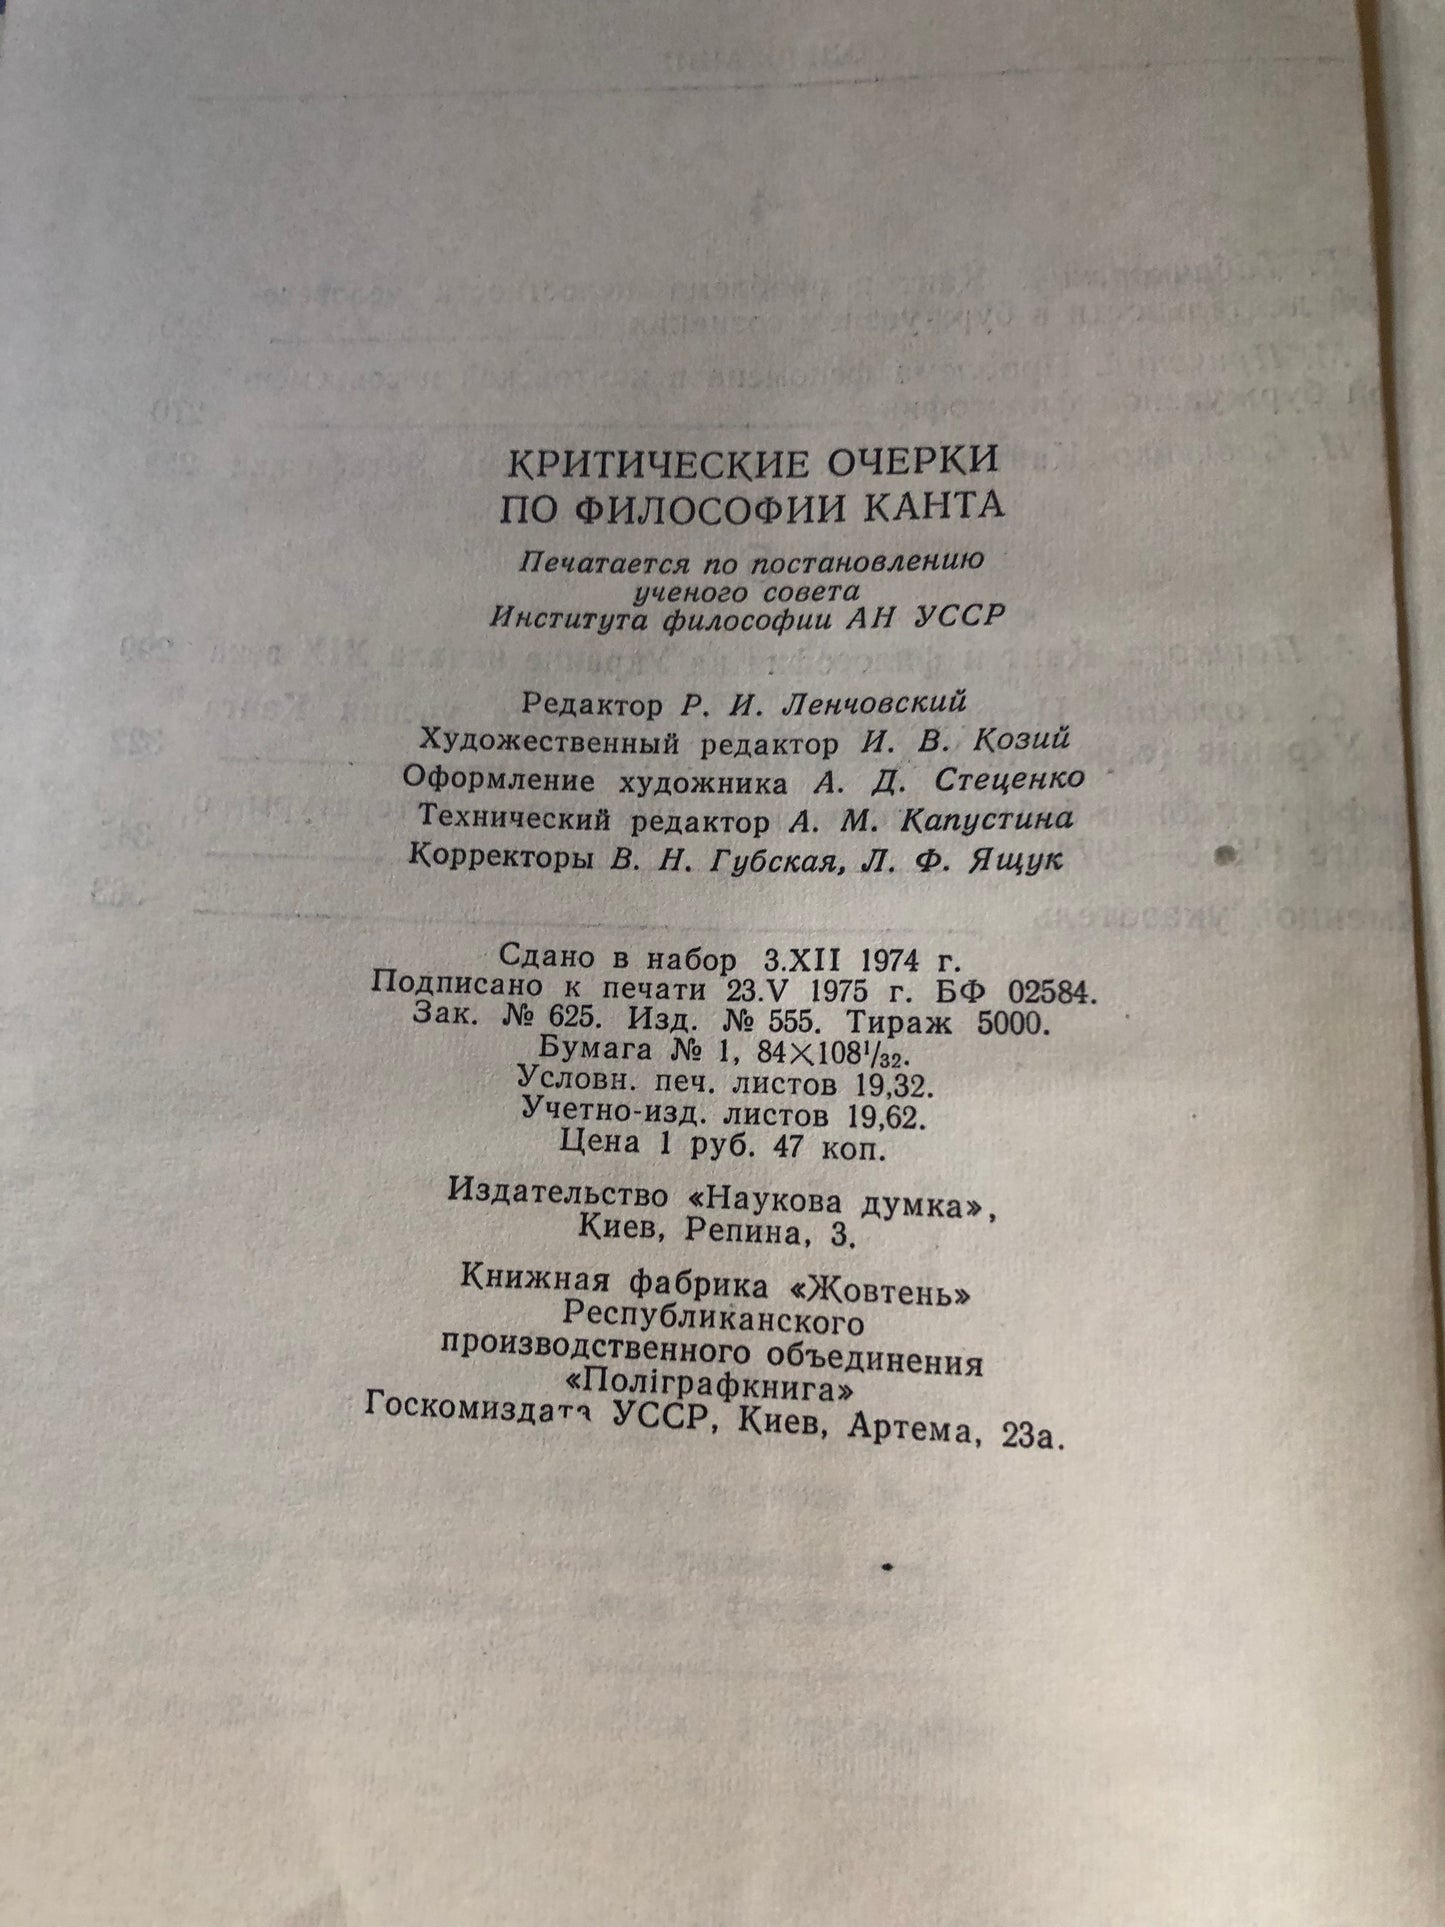 КРИТИЧЕСКИЕ ОЧЕРКИ
ПО ФИЛОСОФИИ КАНТА
Печатается по постановлению
ученого совета
Института философии АН УССР
Редактор Р. И. Ленчовский
Художественный редактор И. В. Козий
Оформление художника А. Д. Стеценко
Технический редактор А. М. Капустина
Корректоры В. Н. Губская, Л. Ф. Ящук
Сдано в набор 3.XII 1974 г.
Подписано к печати 23.V 1975 г. БФ 02584.
Зак. № 625. Изд. № 555. Тираж 5000.
Бумага № 1, 84×108¹/₃₂.
Условн. печ. листов 19,32.
Учетно-изд. листов 19,62.
Цена 1 руб. 47 коп.
Издательство «Наукова думка»,
Киев, Репина, 3.
Книжная фабрика «Жовтень»
Республиканского
производственного объединения
«Поліграфкнига»
Госкомиздата УССР, Киев, Артема, 23а.